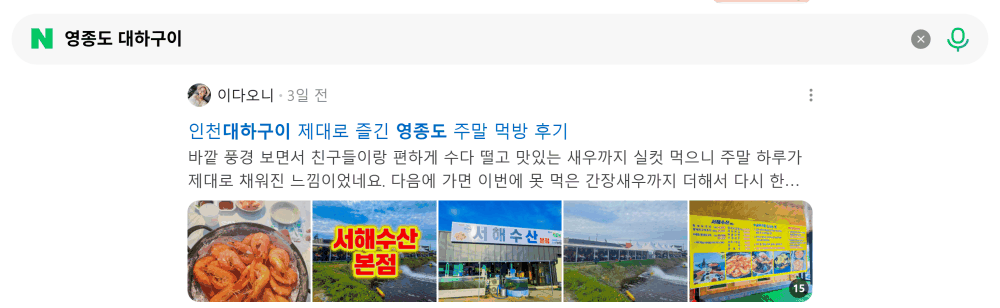 N 영종도 대하구이
이다오니 · 3일 전
인천대하구이 제대로 즐긴 영종도 주말 먹방 후기
바깥 풍경 보면서 친구들이랑 편하게 수다 떨고 맛있는 새우까지 실컷 먹으니 주말 하루가
제대로 채워진 느낌이었네요. 다음에 가면 이번에 못 먹은 간장새우까지 더해서 다시 한...
서해수산
본점
서해수산 본점
서해수산
15